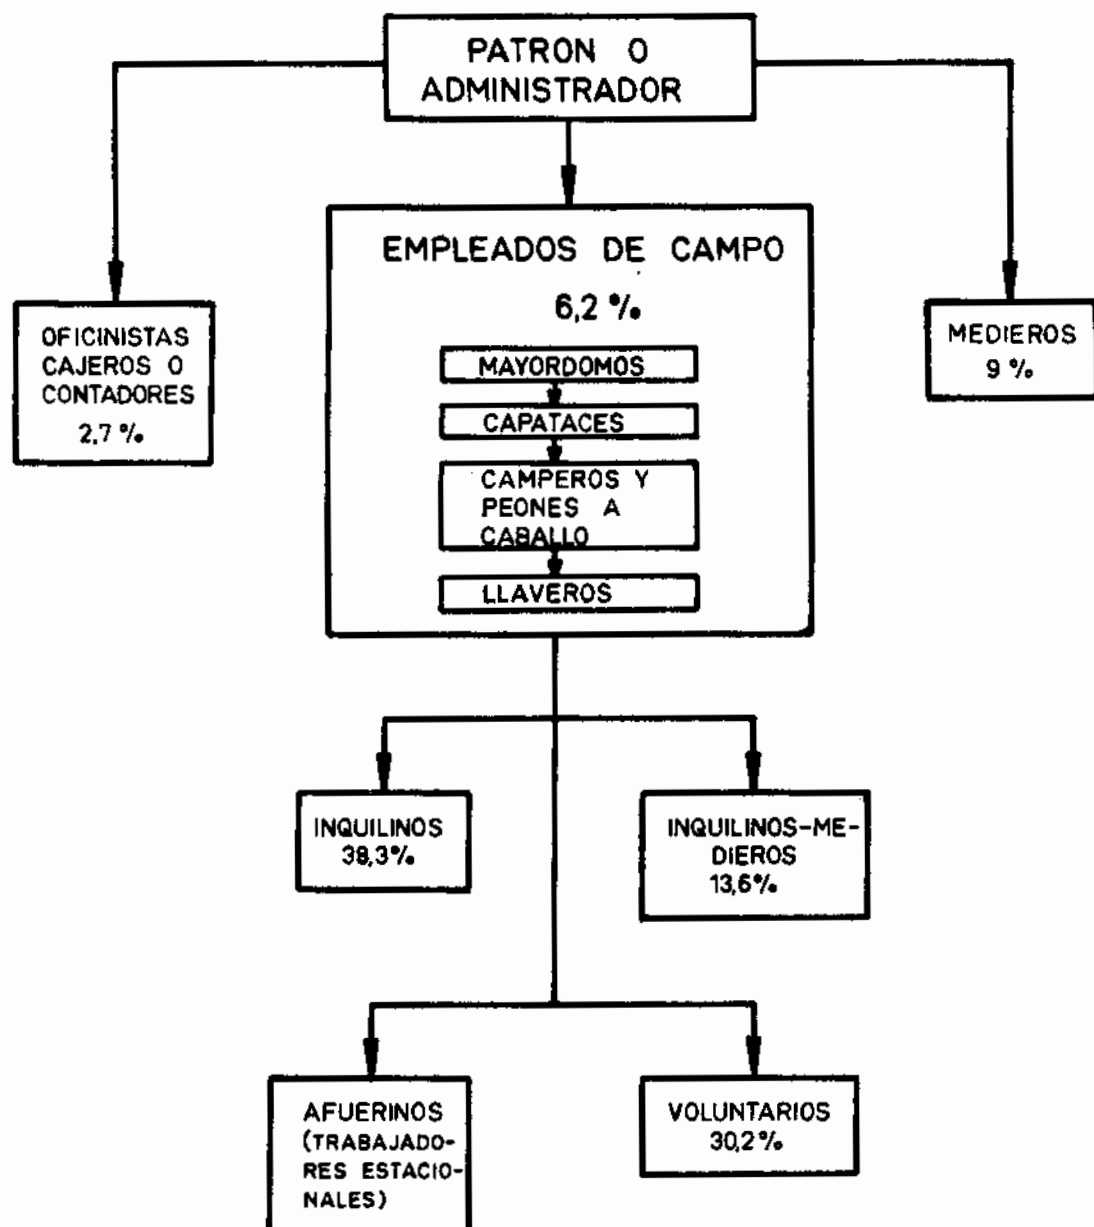 PATRON O
ADMINISTRADOR
EMPLEADOS DE CAMPO
6,2 %
OFICINISTAS
CAJEROS O
CONTADORES
2,7 %
MEDIEROS
9 %
MAYORDOMOS
CAPATACES
CAMPEROS Y
PEONES A
CABALLO
LLAVEROS
INQUILINOS
38,3%
INQUILINOS-ME-
DIEROS
13,6%
AFUERINOS
(TRABAJADO-
RES ESTACIO-
NALES)
VOLUNTARIOS
30,2%